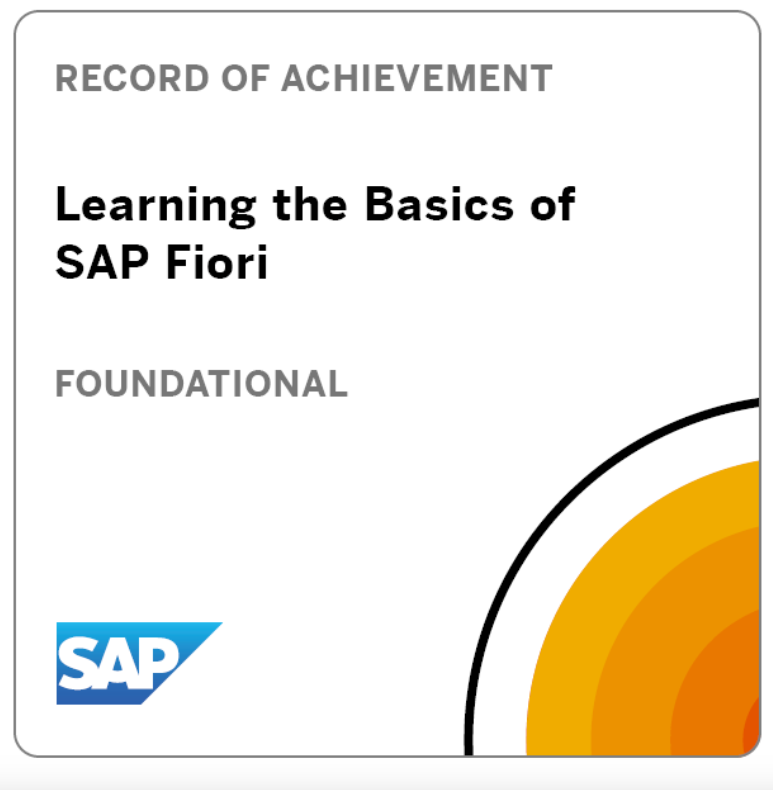 RECORD OF ACHIEVEMENT
Learning the Basics of
SAP Fiori
FOUNDATIONAL
SAP